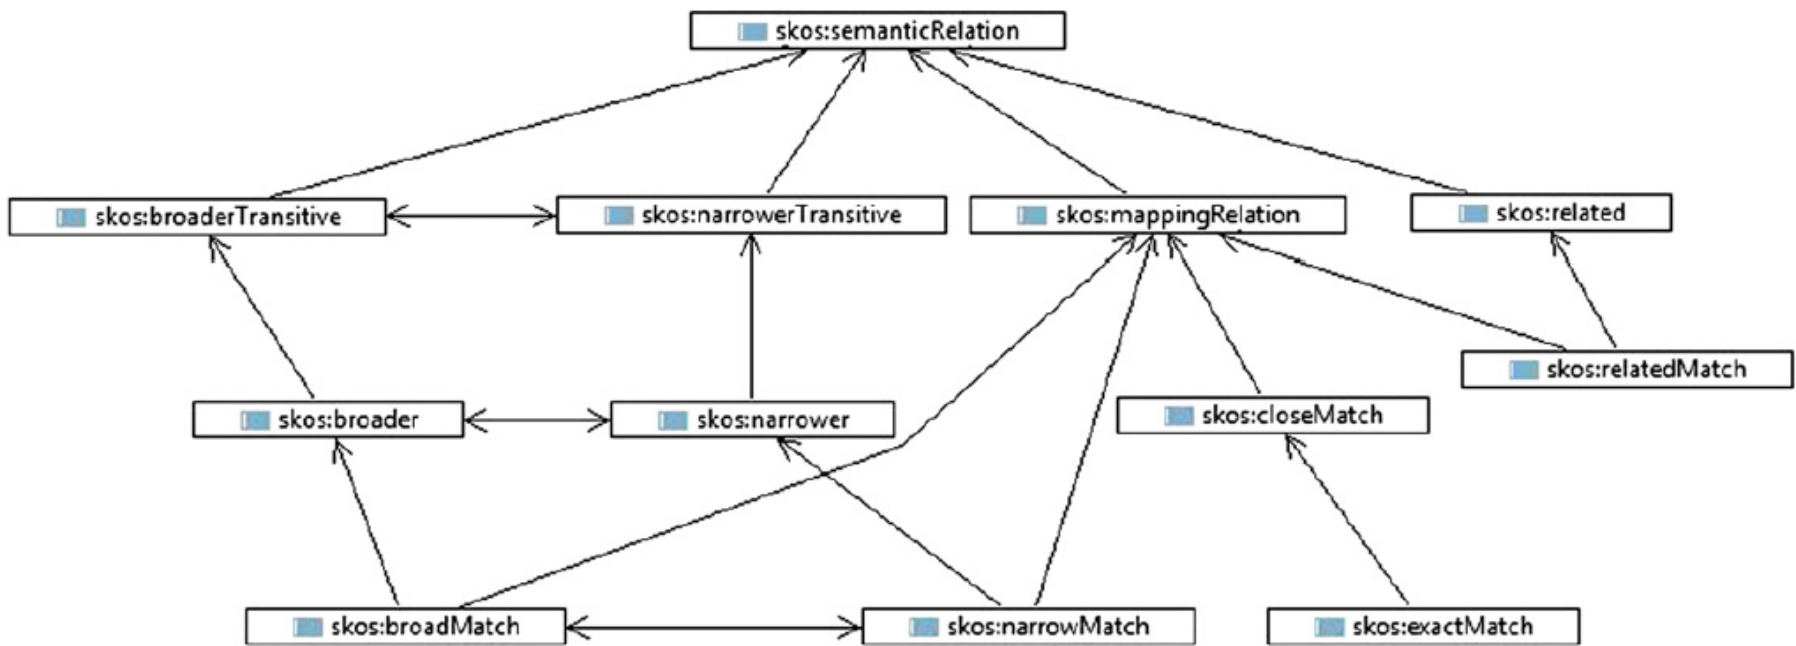 skos:semanticRelation
skos:broaderTransitive
skos:narrowerTransitive
skos:mappingRelation
skos:related
skos:relatedMatch
skos:broader
skos:narrower
skos:closeMatch
skos:broadMatch
skos:narrowMatch
skos:exactMatch